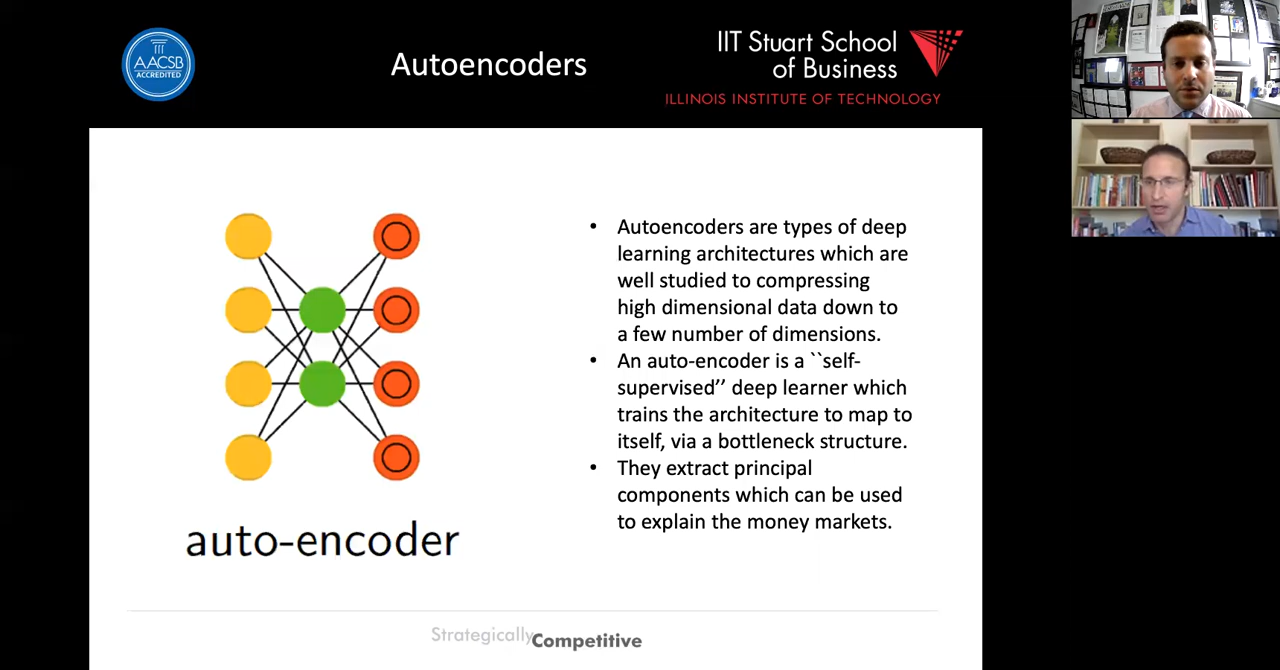 AACSB
ACCREDITED
Autoencoders
IIT Stuart School
of Business
ILLINOIS INSTITUTE OF TECHNOLOGY
auto-encoder
• Autoencoders are types of deep
learning architectures which are
well studied to compressing
high dimensional data down to
a few number of dimensions.
• An auto-encoder is a ``self-
supervised’’ deep learner which
trains the architecture to map to
itself, via a bottleneck structure.
• They extract principal
components which can be used
to explain the money markets.
StrategicallyCompetitive